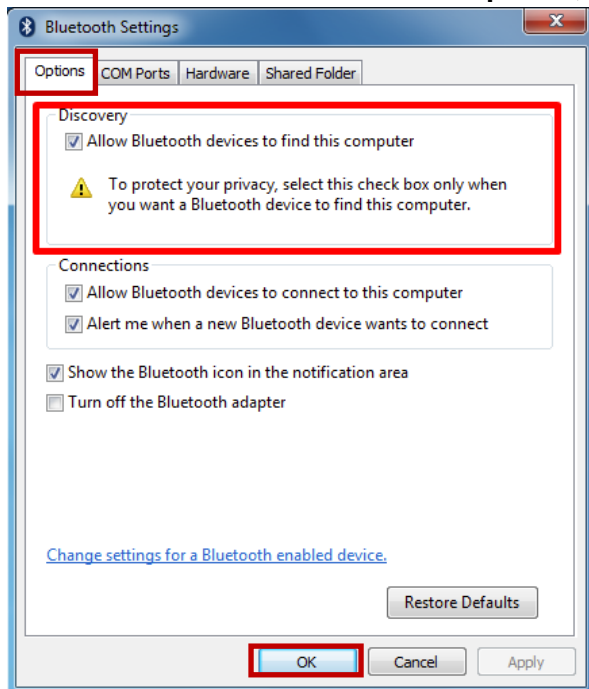 Bluetooth Settings
Options COM Ports Hardware Shared Folder
Discovery
Allow Bluetooth devices to find this computer
To protect your privacy, select this check box only when
you want a Bluetooth device to find this computer.
Connections
Allow Bluetooth devices to connect to this computer
Alert me when a new Bluetooth device wants to connect
Show the Bluetooth icon in the notification area
Turn off the Bluetooth adapter
Change settings for a Bluetooth enabled device.
Restore Defaults
OK Cancel Apply